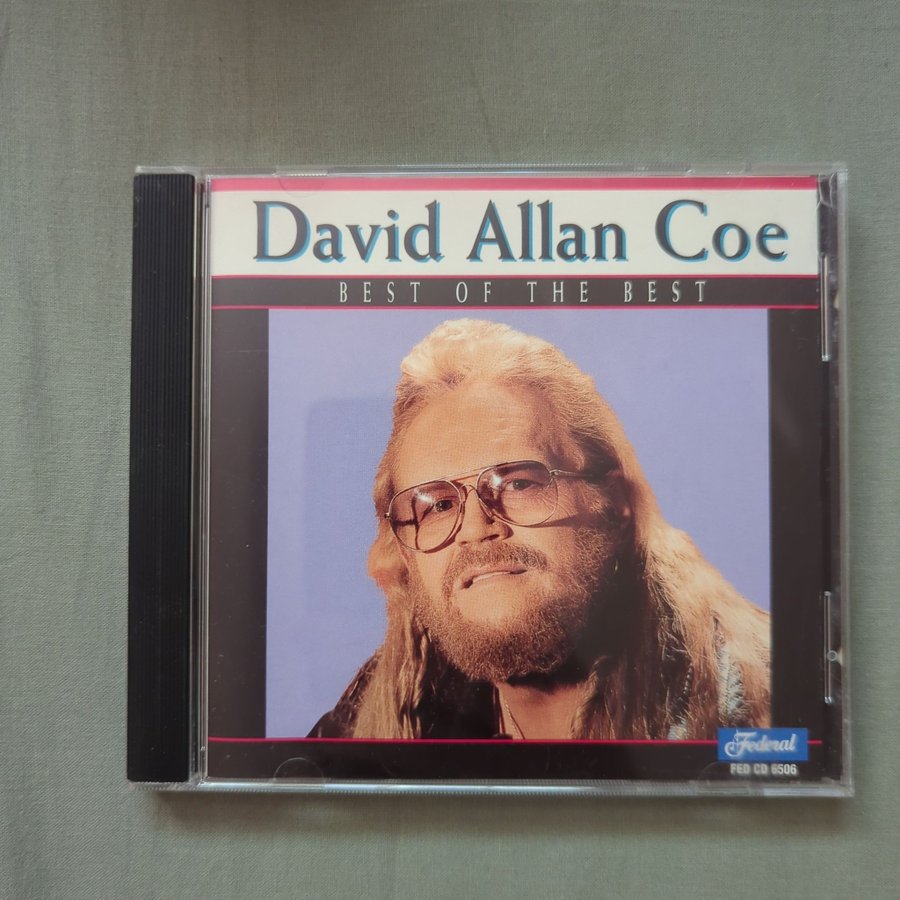 David Allan Coe
BEST OF THE BEST
Federal
FED CD 6506